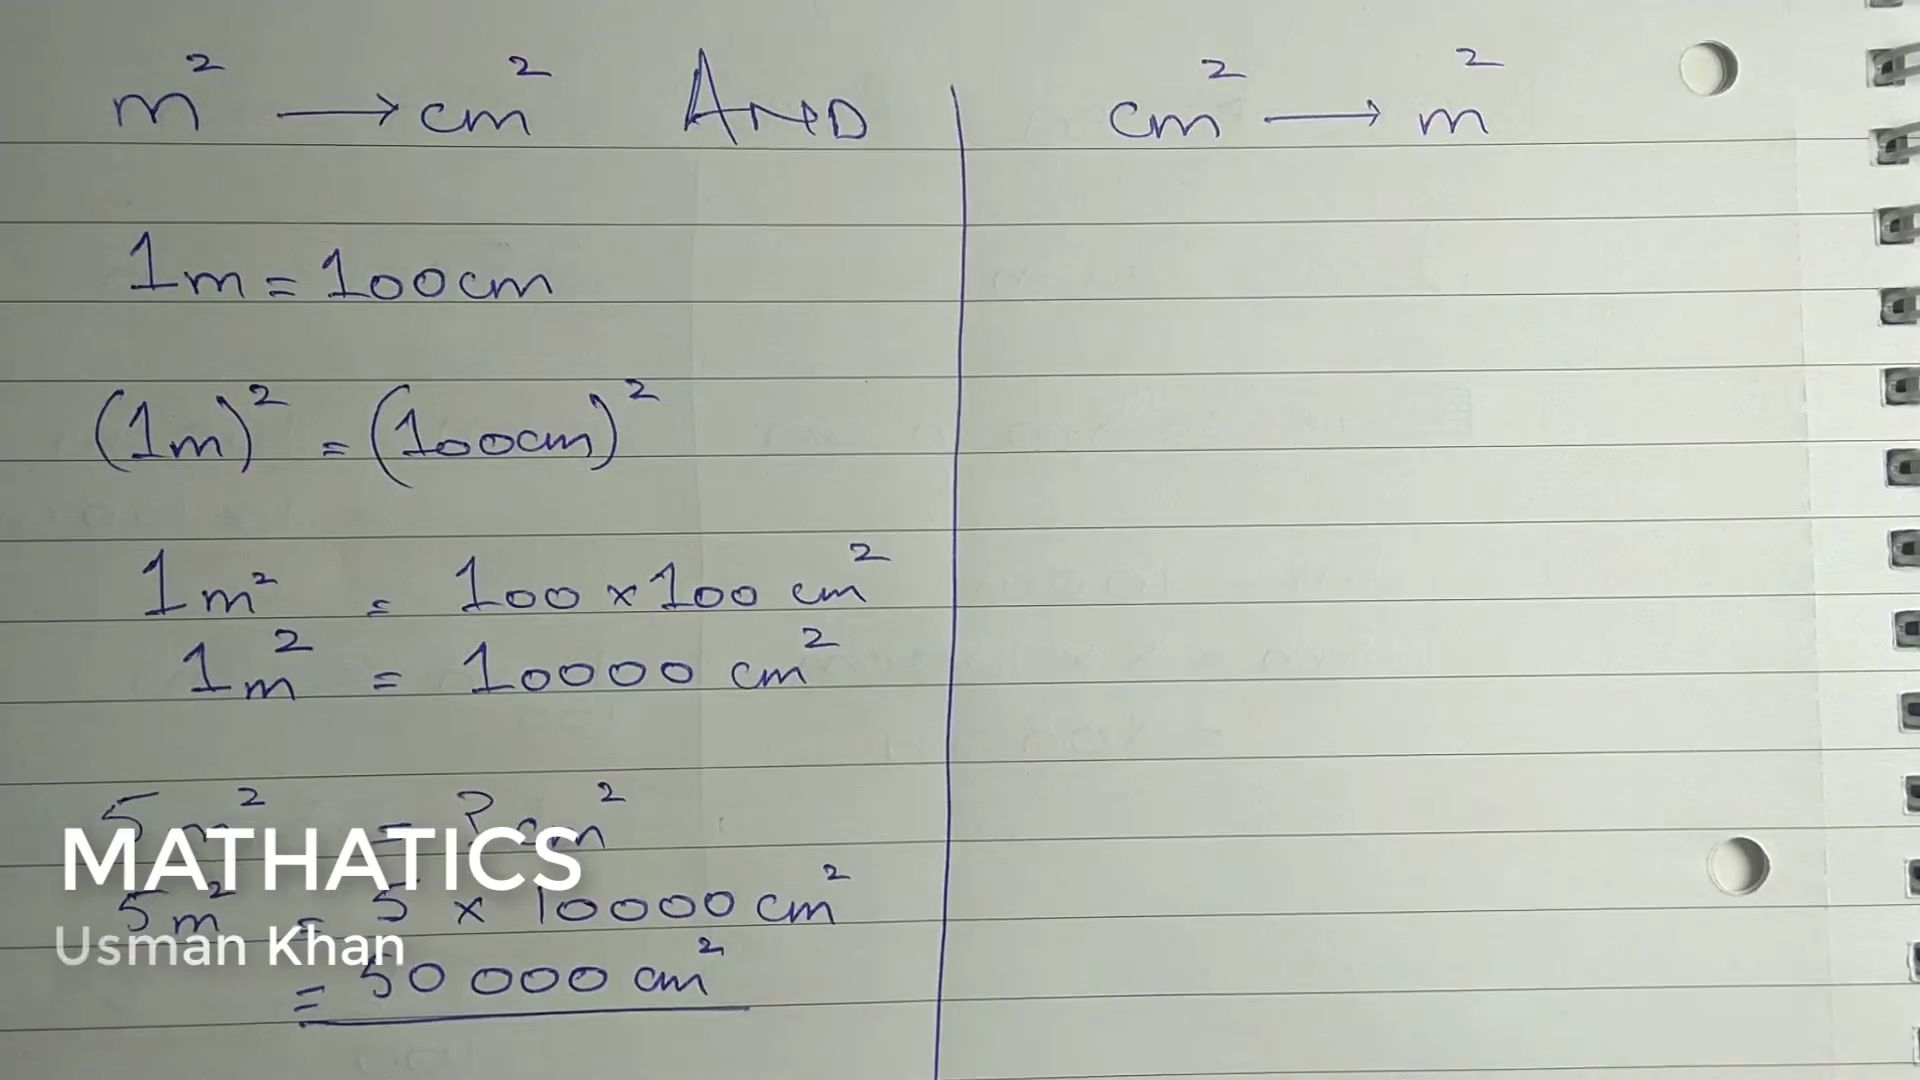 m² → cm² AND
cm² → m²
1m = 100cm
(1m)² = (100cm)²
1m² = 100 × 100 cm²
1m² = 10000 cm²
5m² = ? cm²
5m² = 5 × 10000 cm²
= 50 000 cm²
MATHATICS
Usman Khan